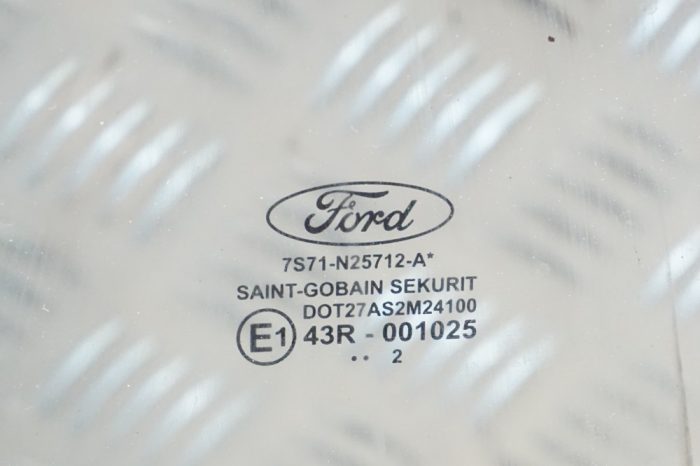 Ford
7S71-N25712-A*
SAINT-GOBAIN SEKURIT
DOT27AS2M24100
E1 43R - 001025
•• 2